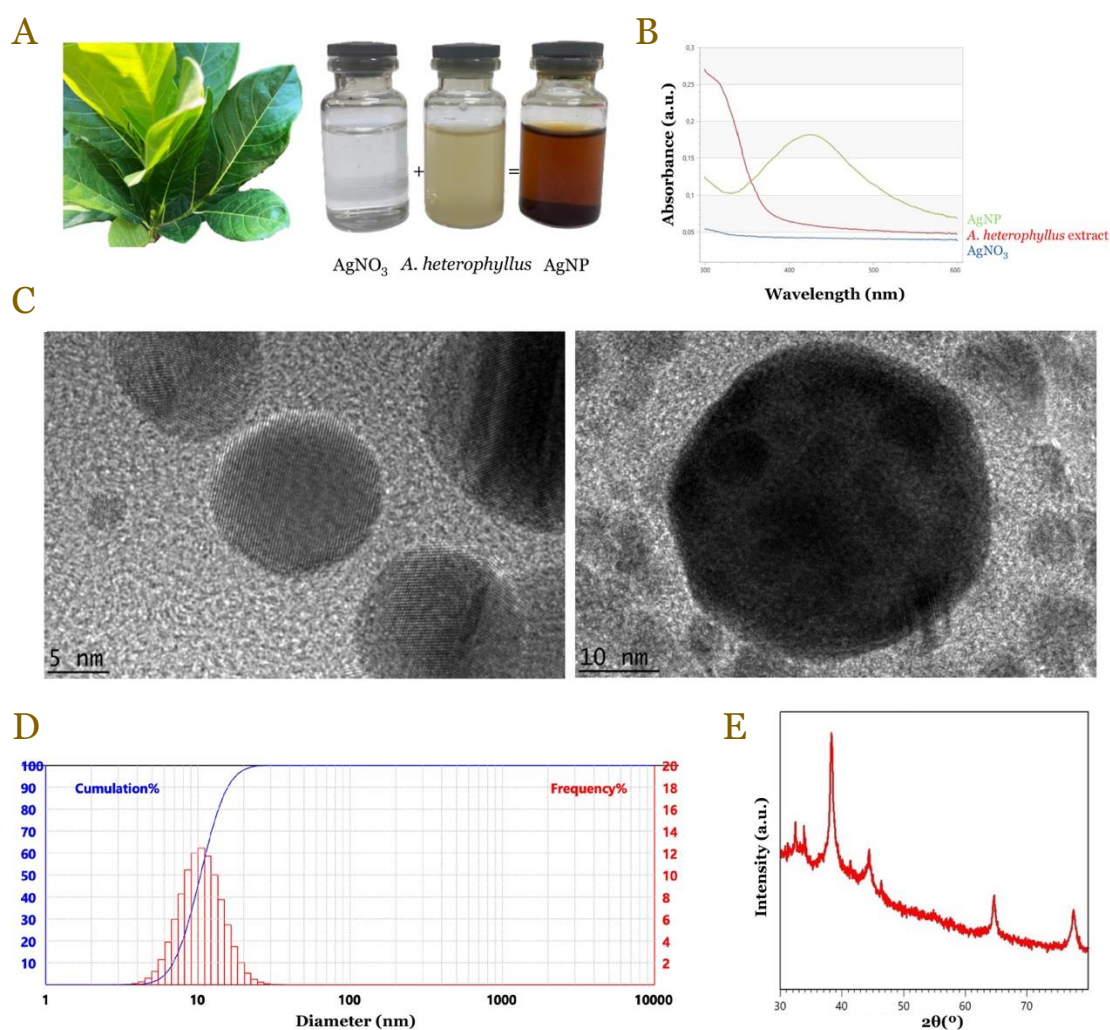 A
+
=
AgNO₃
A. heterophyllus
AgNP
B
Absorbance (a.u.)
0,3
0,25
0,2
0,15
0,1
0,05
300
400
500
600
Wavelength (nm)
AgNP
A. heterophyllus extract
AgNO₃
C
5 nm
10 nm
D
100
90
80
70
60
50
40
30
20
10
Cumulation%
Frequency%
20
18
16
14
12
10
8
6
4
2
1
10
100
1000
10000
Diameter (nm)
E
Intensity (a.u.)
30
40
50
60
70
2θ(º)